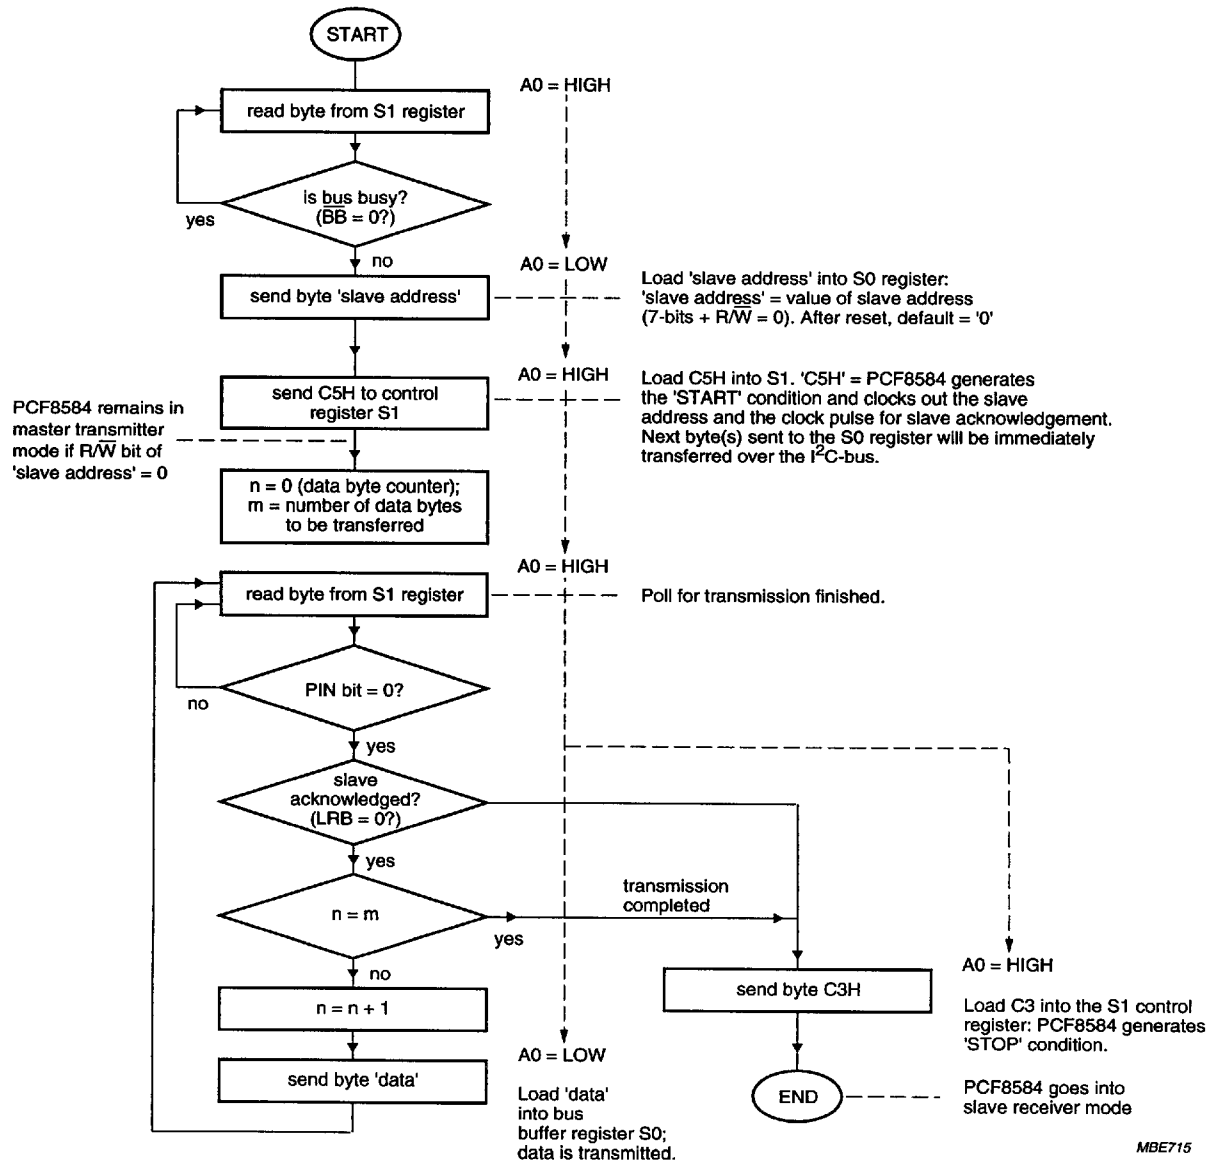 START
A0 = HIGH
read byte from S1 register
is bus busy?
(B̅B̅ = 0?)
yes
no
A0 = LOW
send byte 'slave address'
Load 'slave address' into S0 register:
'slave address' = value of slave address
(7-bits + R/W̅ = 0). After reset, default = '0'
A0 = HIGH
send C5H to control
register S1
Load C5H into S1. 'C5H' = PCF8584 generates
the 'START' condition and clocks out the slave
address and the clock pulse for slave acknowledgement.
Next byte(s) sent to the S0 register will be immediately
transferred over the I²C-bus.
PCF8584 remains in
master transmitter
mode if R/W̅ bit of
'slave address' = 0
n = 0 (data byte counter);
m = number of data bytes
to be transferred
A0 = HIGH
read byte from S1 register
Poll for transmission finished.
PIN bit = 0?
no
yes
slave
acknowledged?
(LRB = 0?)
yes
n = m
yes
transmission
completed
no
n = n + 1
send byte 'data'
A0 = LOW
Load 'data'
into bus
buffer register S0;
data is transmitted.
send byte C3H
A0 = HIGH
Load C3 into the S1 control
register: PCF8584 generates
'STOP' condition.
END
PCF8584 goes into
slave receiver mode
MBE715